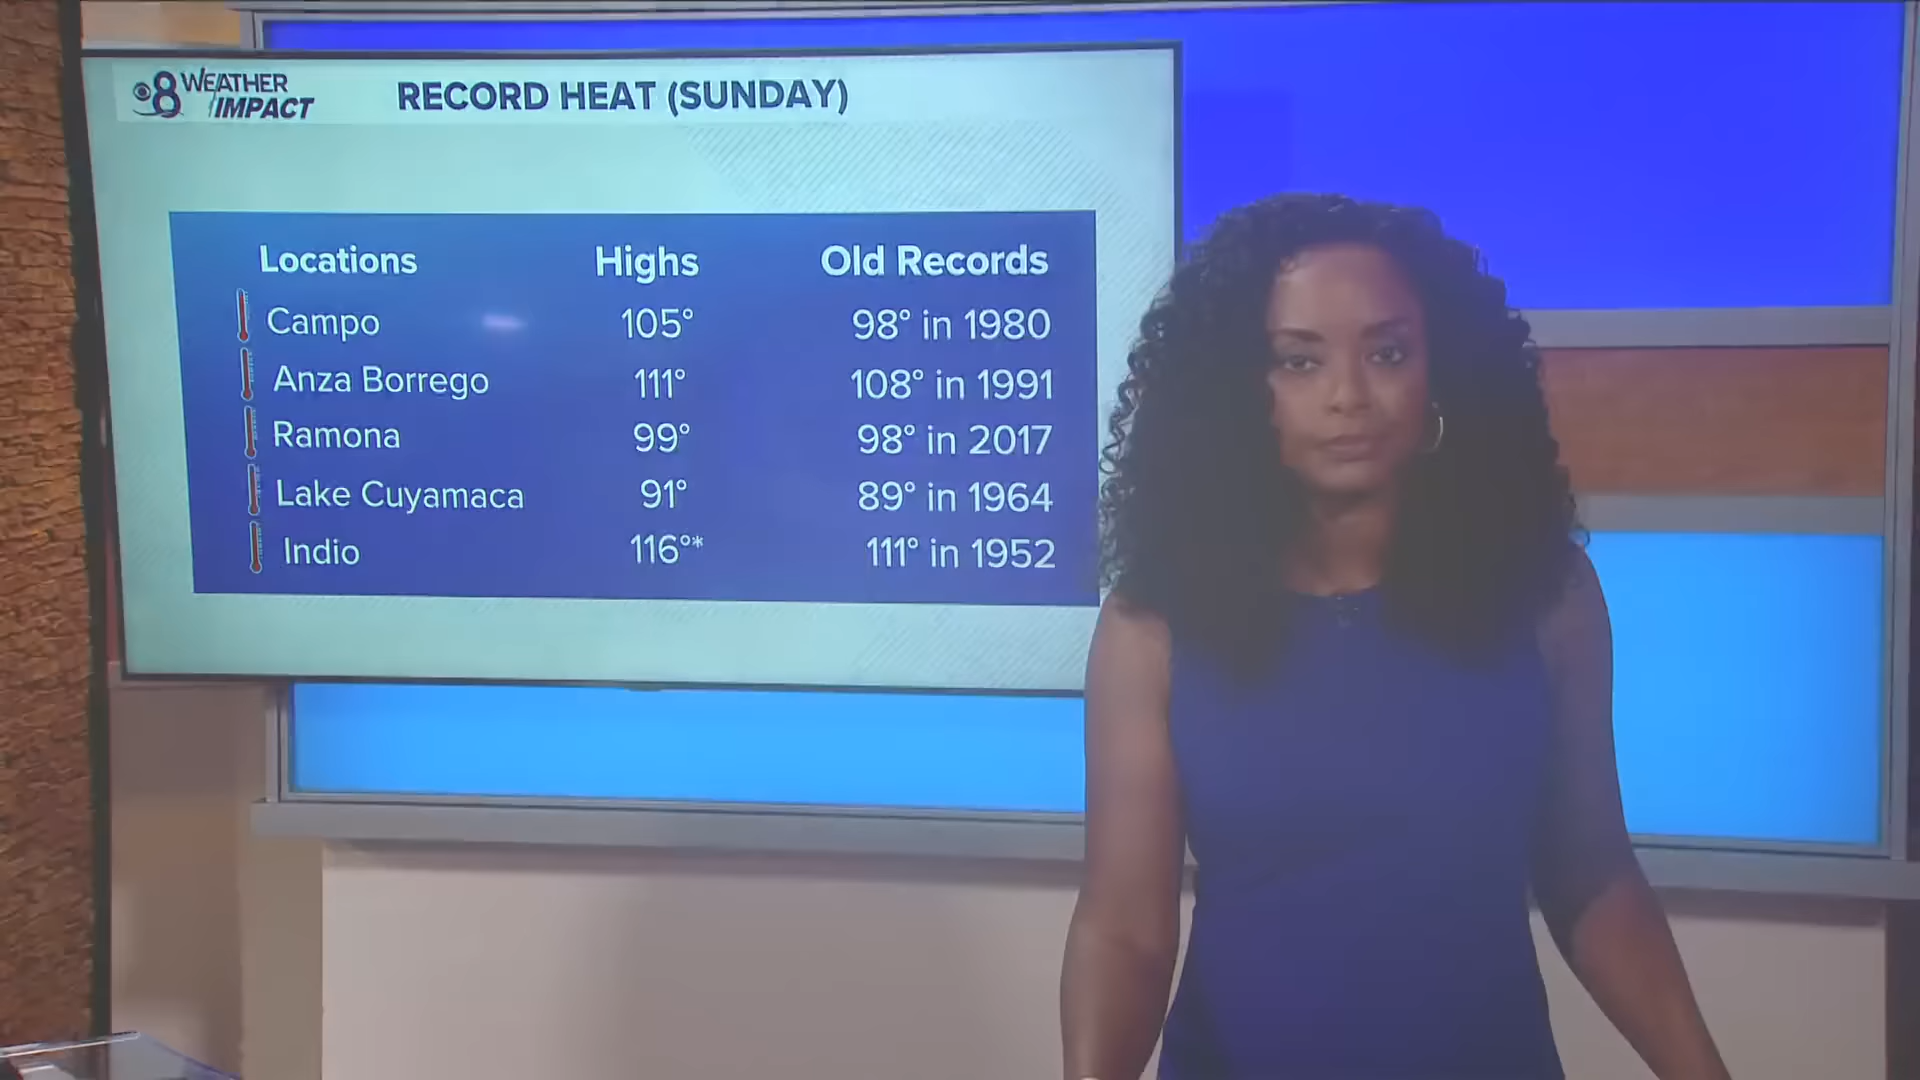 8 WEATHER IMPACT
RECORD HEAT (SUNDAY)
Locations Highs Old Records
Campo 105° 98° in 1980
Anza Borrego 111° 108° in 1991
Ramona 99° 98° in 2017
Lake Cuyamaca 91° 89° in 1964
Indio 116°* 111° in 1952